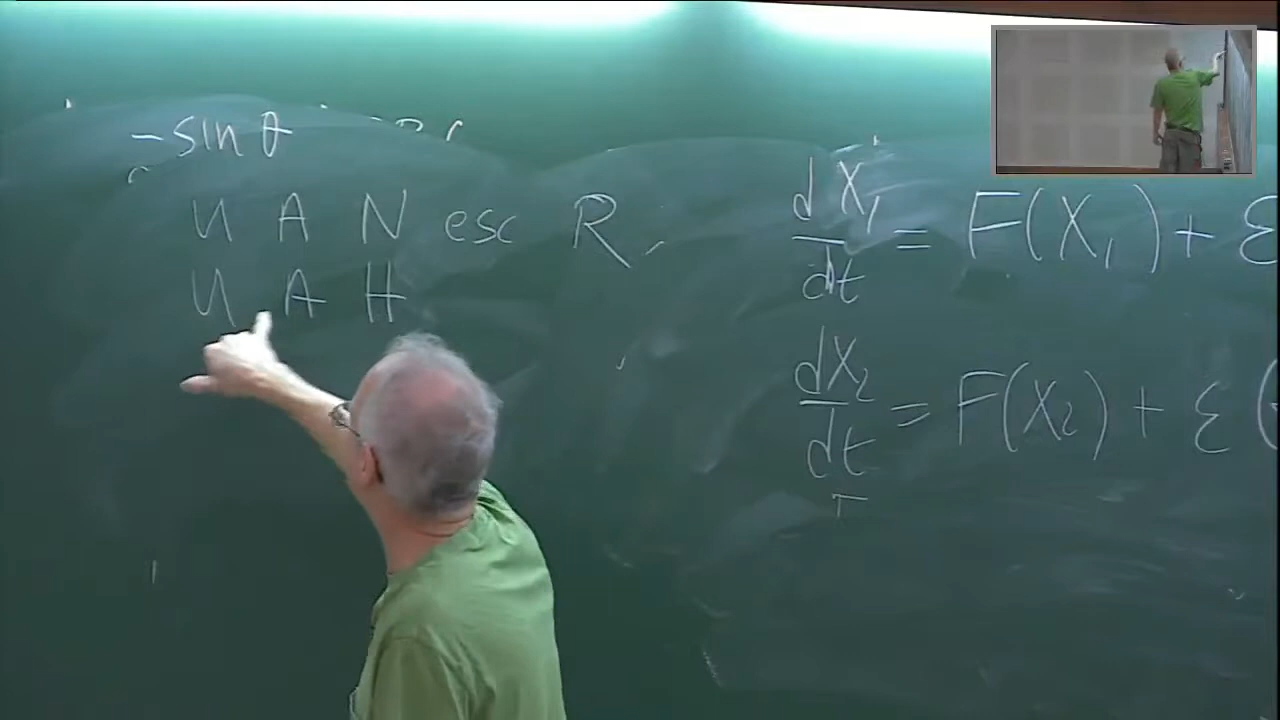 -sin θ
U A N esc R,
U A H
dX₁/dt = F(X₁) + ε
dX₂/dt = F(X₂) + ε (